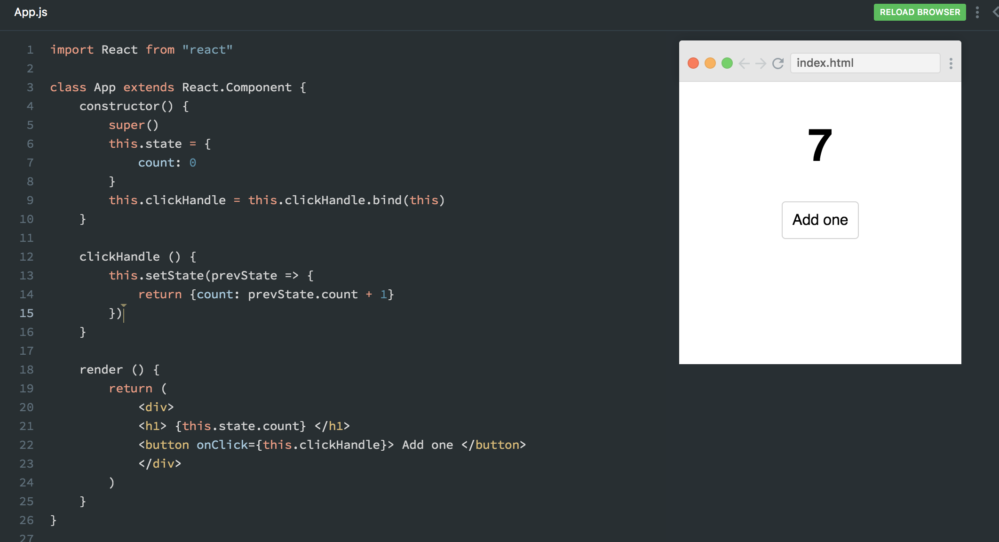 App.js
RELOAD BROWSER
1 import React from "react"
2
3 class App extends React.Component {
4     constructor() {
5         super()
6         this.state = {
7             count: 0
8         }
9         this.clickHandle = this.clickHandle.bind(this)
10     }
11
12     clickHandle () {
13         this.setState(prevState => {
14             return {count: prevState.count + 1}
15         })
16     }
17
18     render () {
19         return (
20             <div>
21             <h1> {this.state.count} </h1>
22             <button onClick={this.clickHandle}> Add one </button>
23             </div>
24         )
25     }
26 }
27
index.html
7
Add one